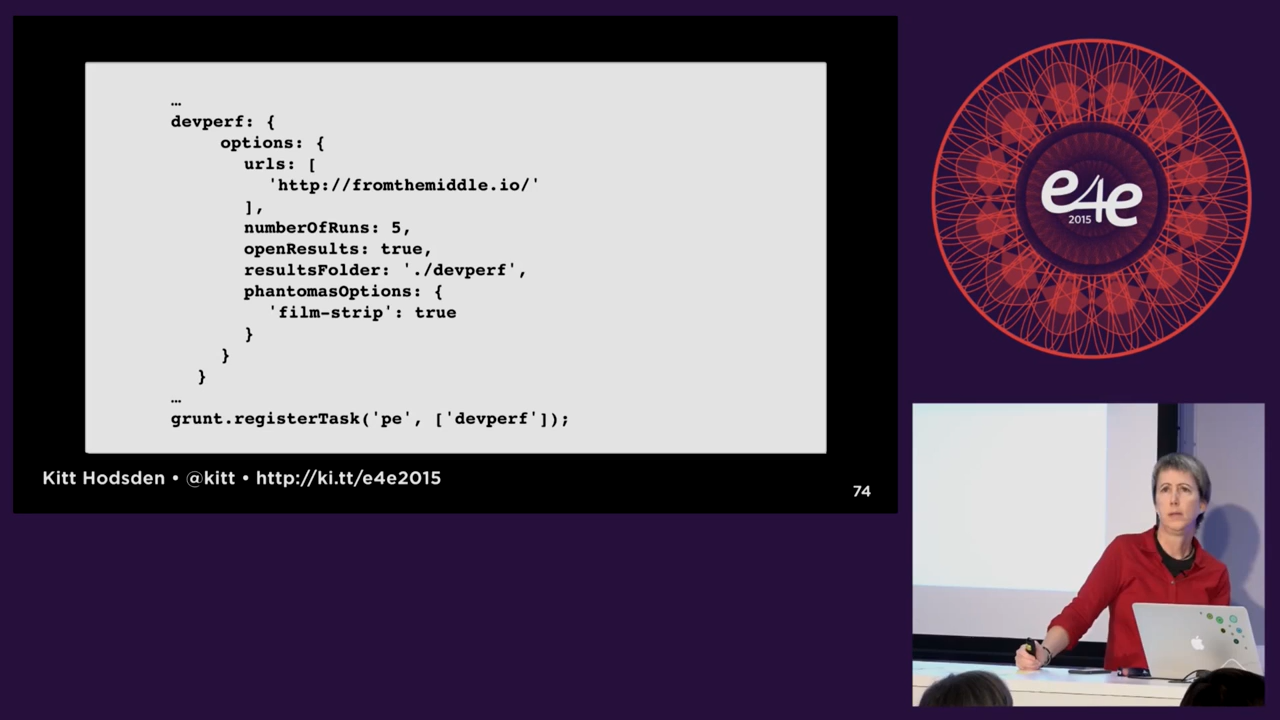 …
devperf: {
options: {
urls: [
'http://fromthemiddle.io/'
],
numberOfRuns: 5,
openResults: true,
resultsFolder: './devperf',
phantomasOptions: {
'film-strip': true
}
}
}
…
grunt.registerTask('pe', ['devperf']);
Kitt Hodsden • @kitt • http://ki.tt/e4e2015
74
e4e
2015